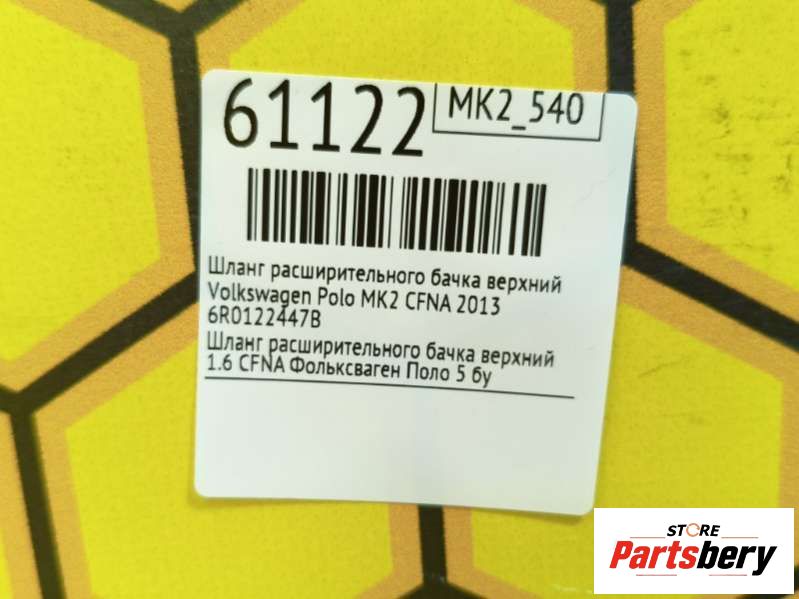 61122
MK2_540
Шланг расширительного бачка верхний
Volkswagen Polo MK2 CFNA 2013
6R0122447B
Шланг расширительного бачка верхний
1.6 CFNA Фольксваген Поло 5 бу
STORE
Partsbery